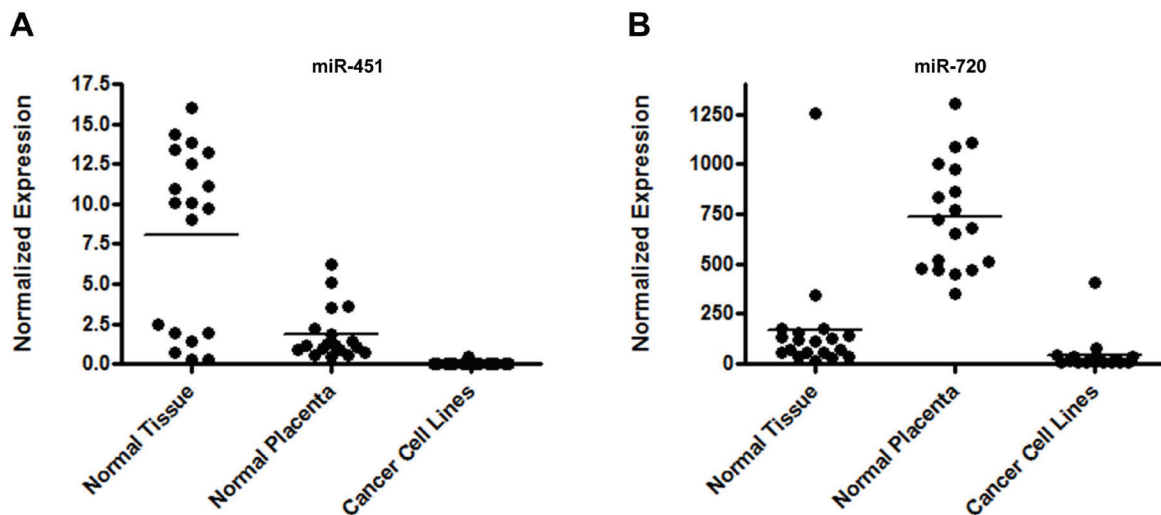 A
miR-451
Normalized Expression
17.5
15.0
12.5
10.0
7.5
5.0
2.5
0.0
Normal Tissue
Normal Placenta
Cancer Cell Lines
B
miR-720
Normalized Expression
1250
1000
750
500
250
0
Normal Tissue
Normal Placenta
Cancer Cell Lines